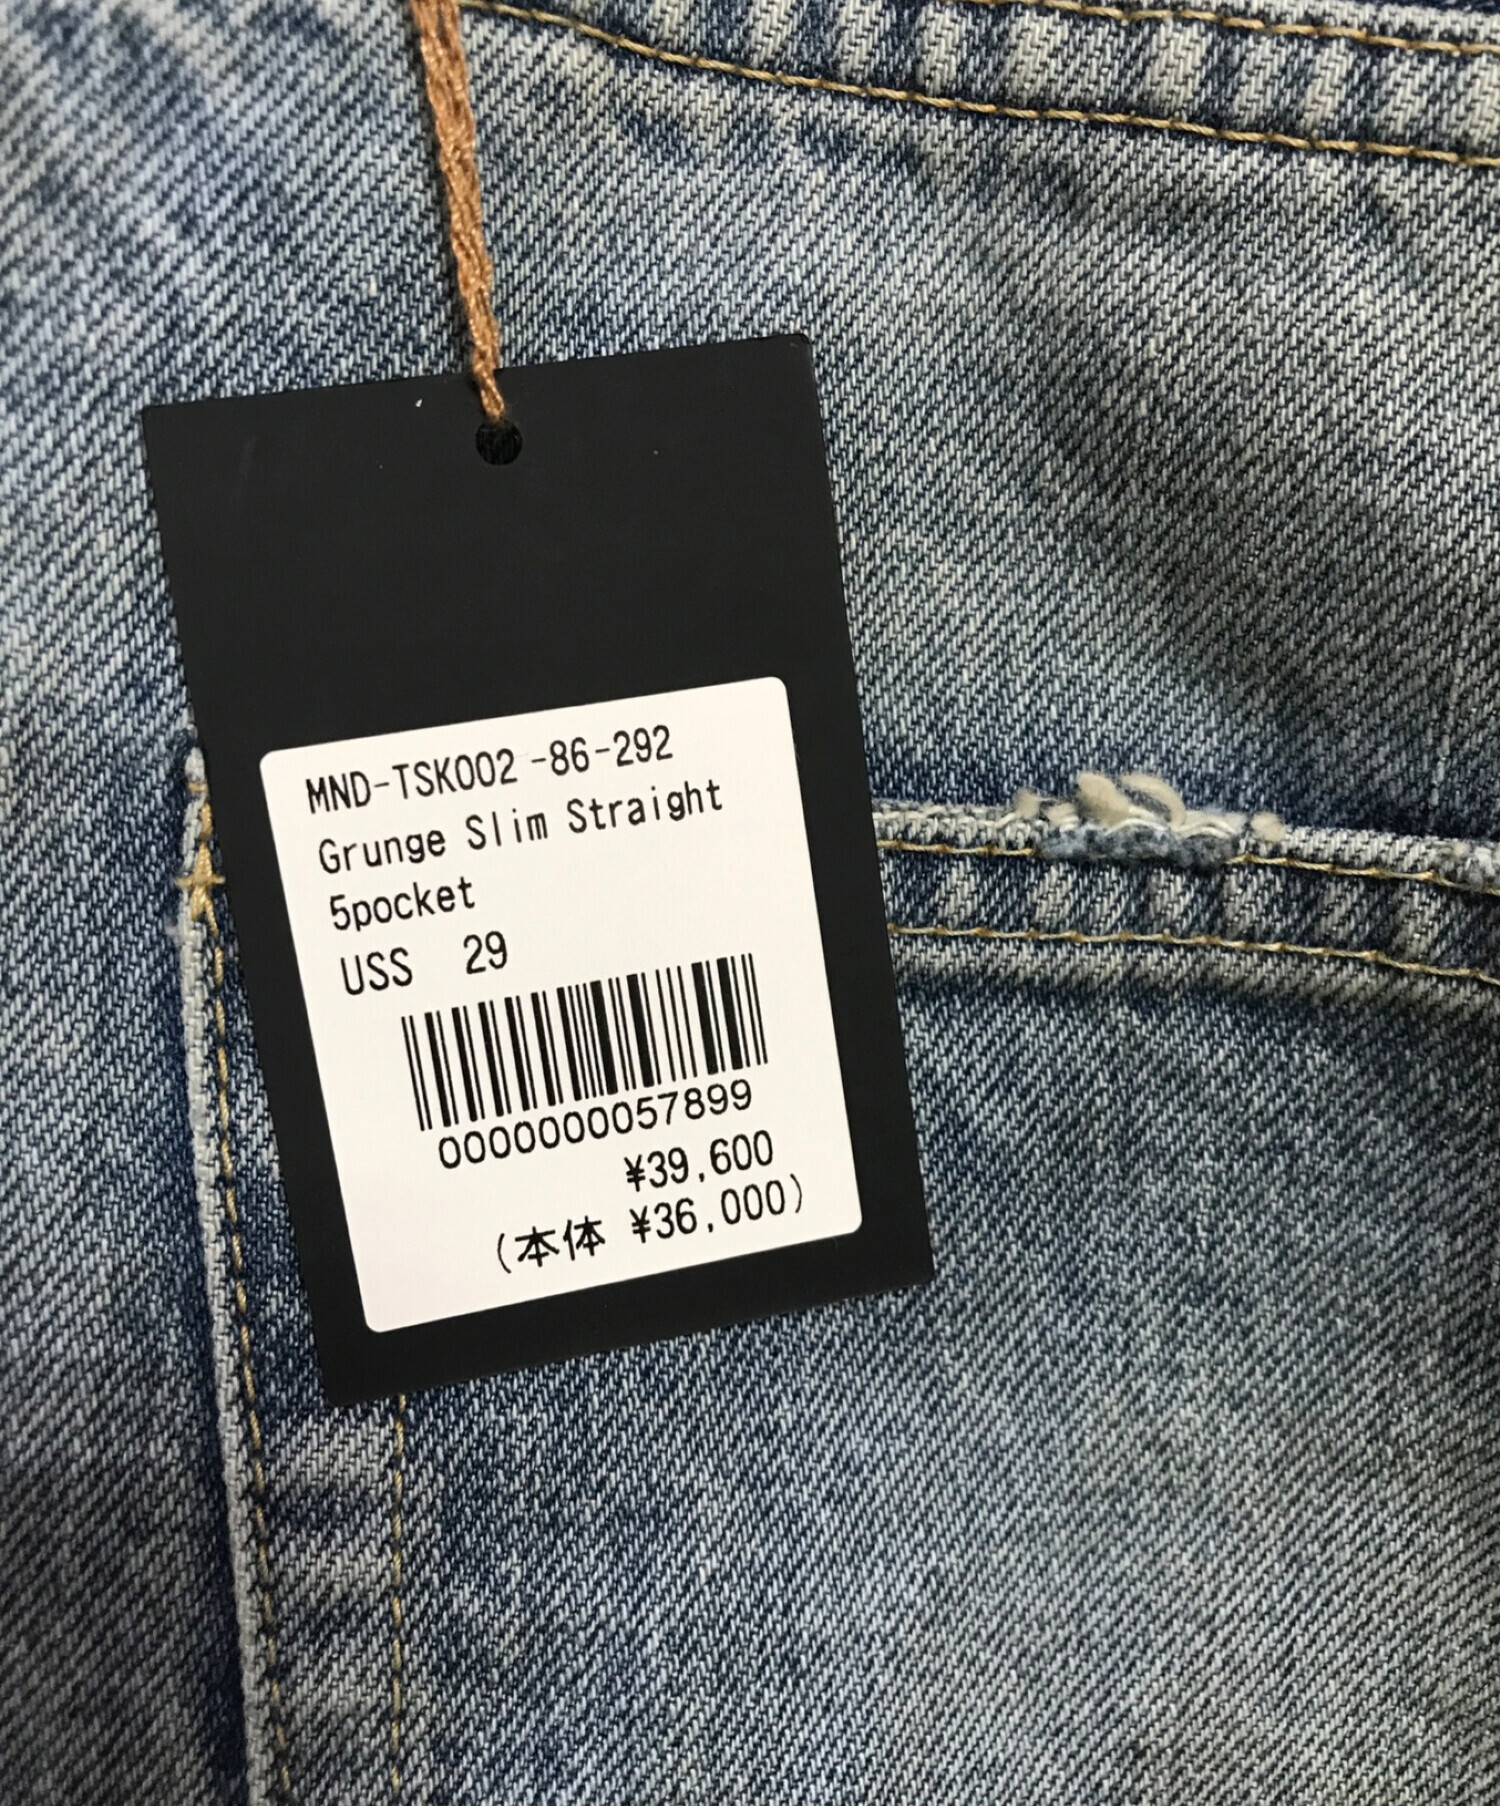 MND-TSK002 -86-292
Grunge Slim Straight
5pocket
USS 29
0000000057899
¥39,600
(本体 ¥36,000)